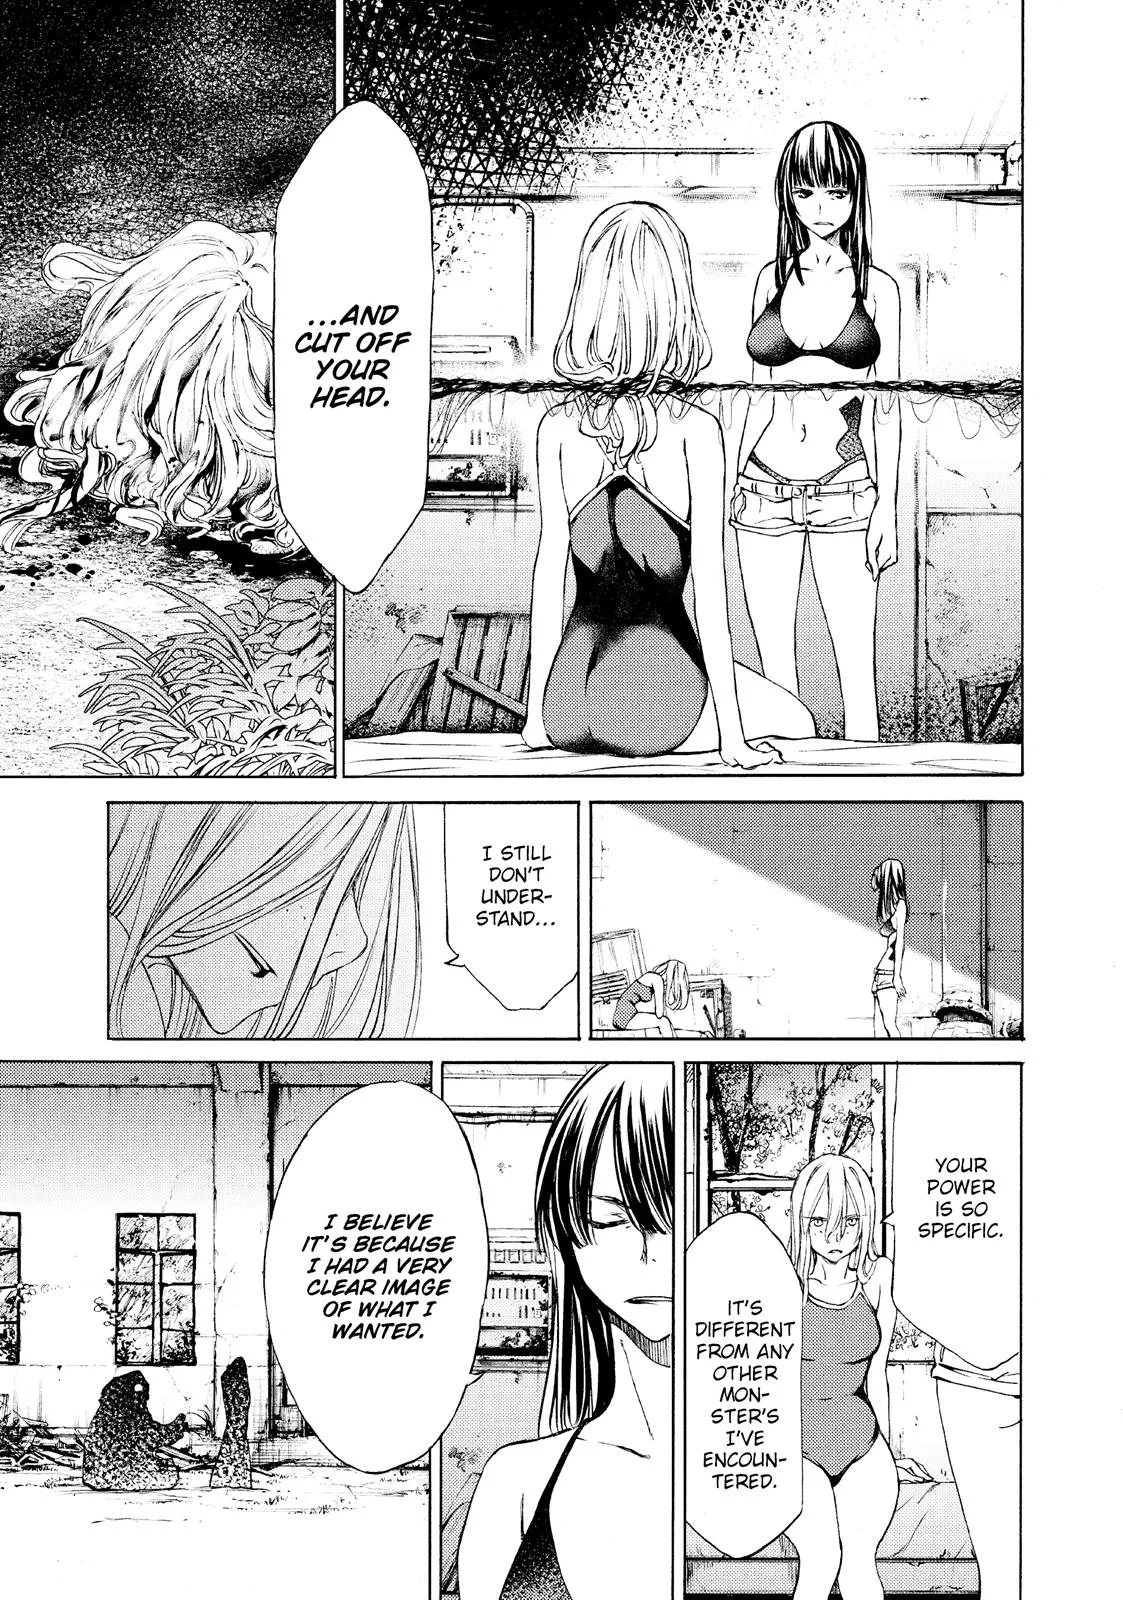 ...AND
CUT OFF
YOUR
HEAD.
I STILL
DON'T
UNDER-
STAND...
YOUR
POWER
IS SO
SPECIFIC.
IT'S
DIFFERENT
FROM ANY
OTHER
MON-
STER'S
I'VE
ENCOUN-
TERED.
I BELIEVE
IT'S BECAUSE
I HAD A VERY
CLEAR IMAGE
OF WHAT I
WANTED.